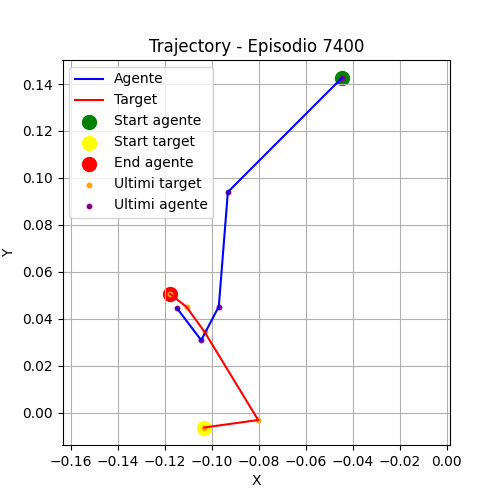 Trajectory - Episodio 7400
Agente
Target
Start agente
Start target
End agente
Ultimi target
Ultimi agente
0.14
0.12
0.10
0.08
0.06
0.04
0.02
0.00
Y
−0.16 −0.14 −0.12 −0.10 −0.08 −0.06 −0.04 −0.02 0.00
X